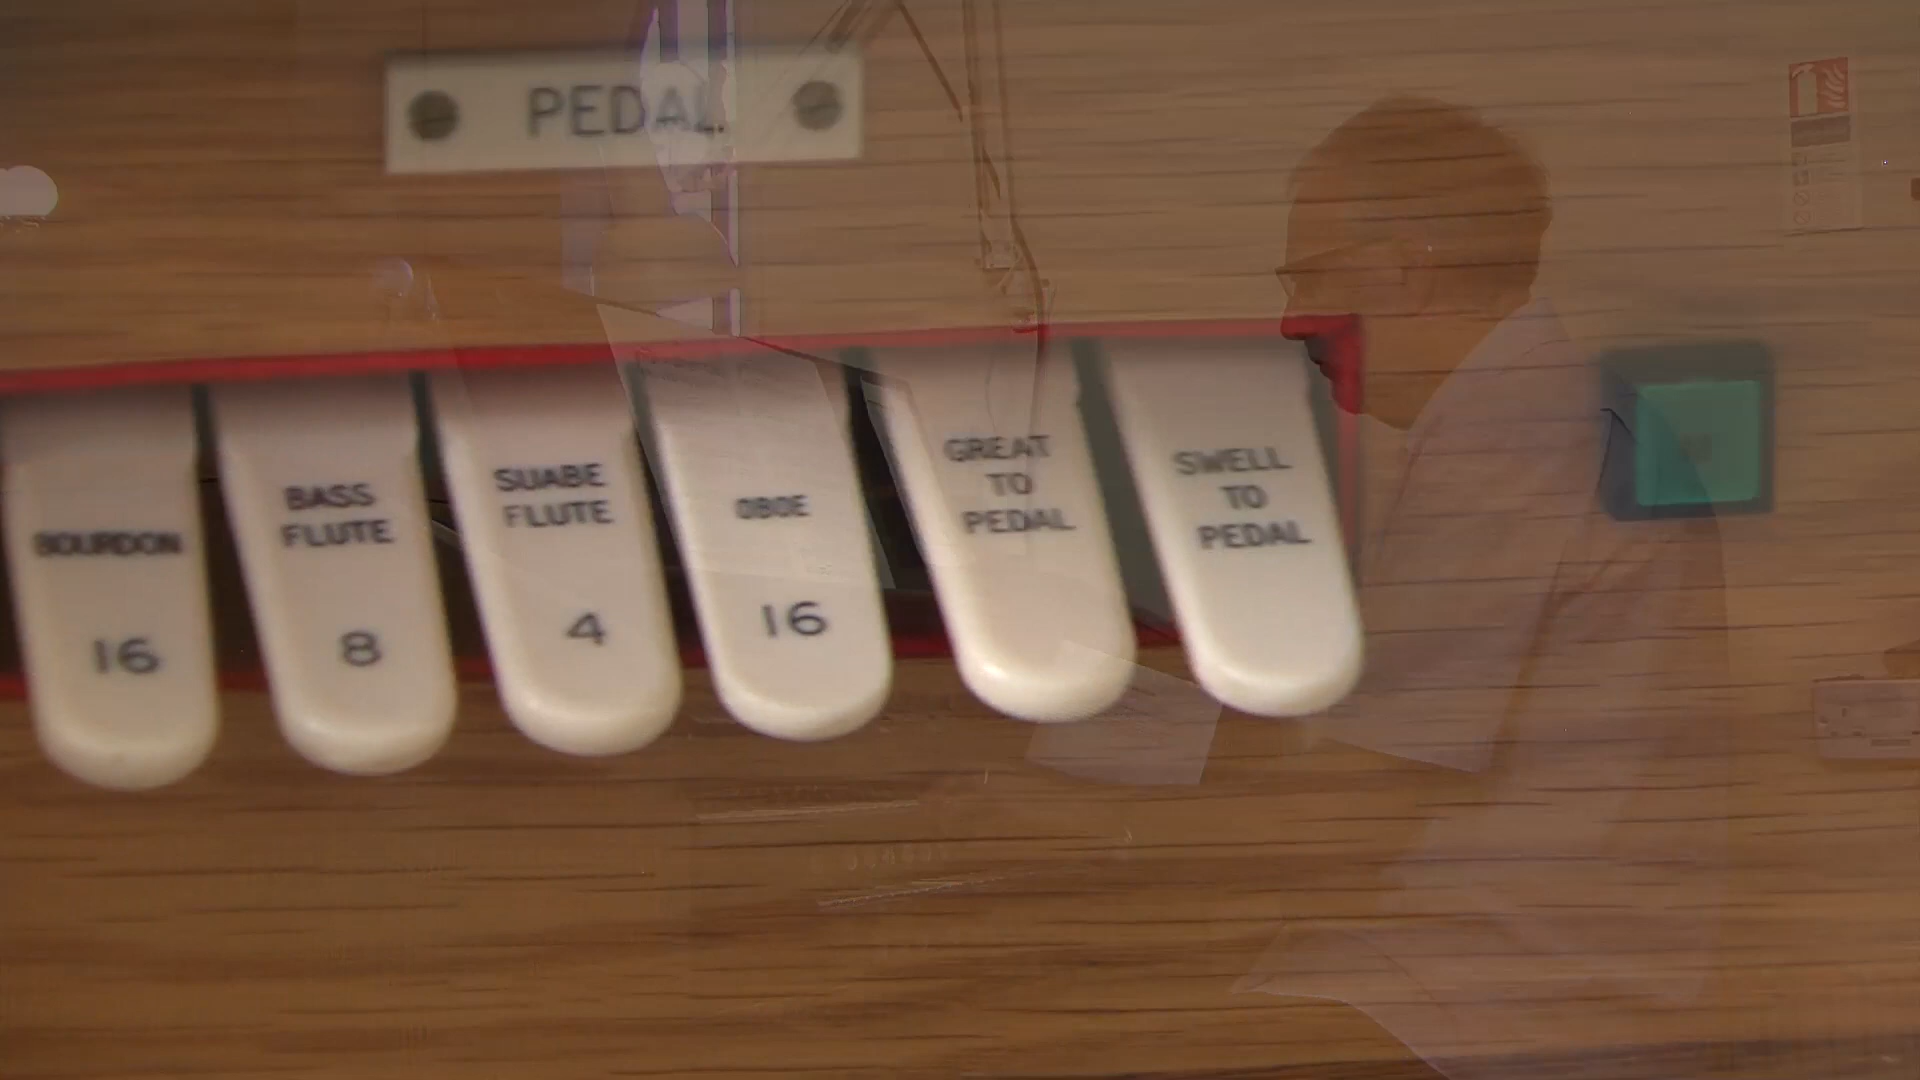 PEDAL
BOURDON
16
BASS
FLUTE
8
SUABE
FLUTE
4
OBOE
16
GREAT
TO
PEDAL
SWELL
TO
PEDAL